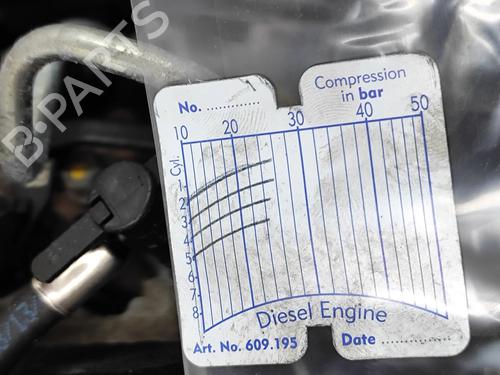 B-PARTS
No. ..............
Compression
in bar
10 20 30 40 50
Cyl.
1
2
3
4
5
6
7
8
Diesel Engine
Art. No. 609.195
Date ..................